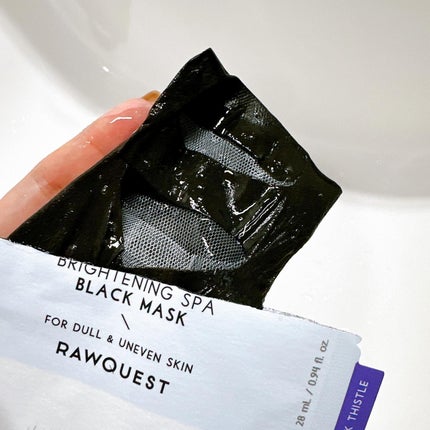 BRIGHTENING SPA
BLACK MASK
\
FOR DULL & UNEVEN SKIN
RAWQUEST
28 mL / 0.94 fl. oz.
K THISTLE